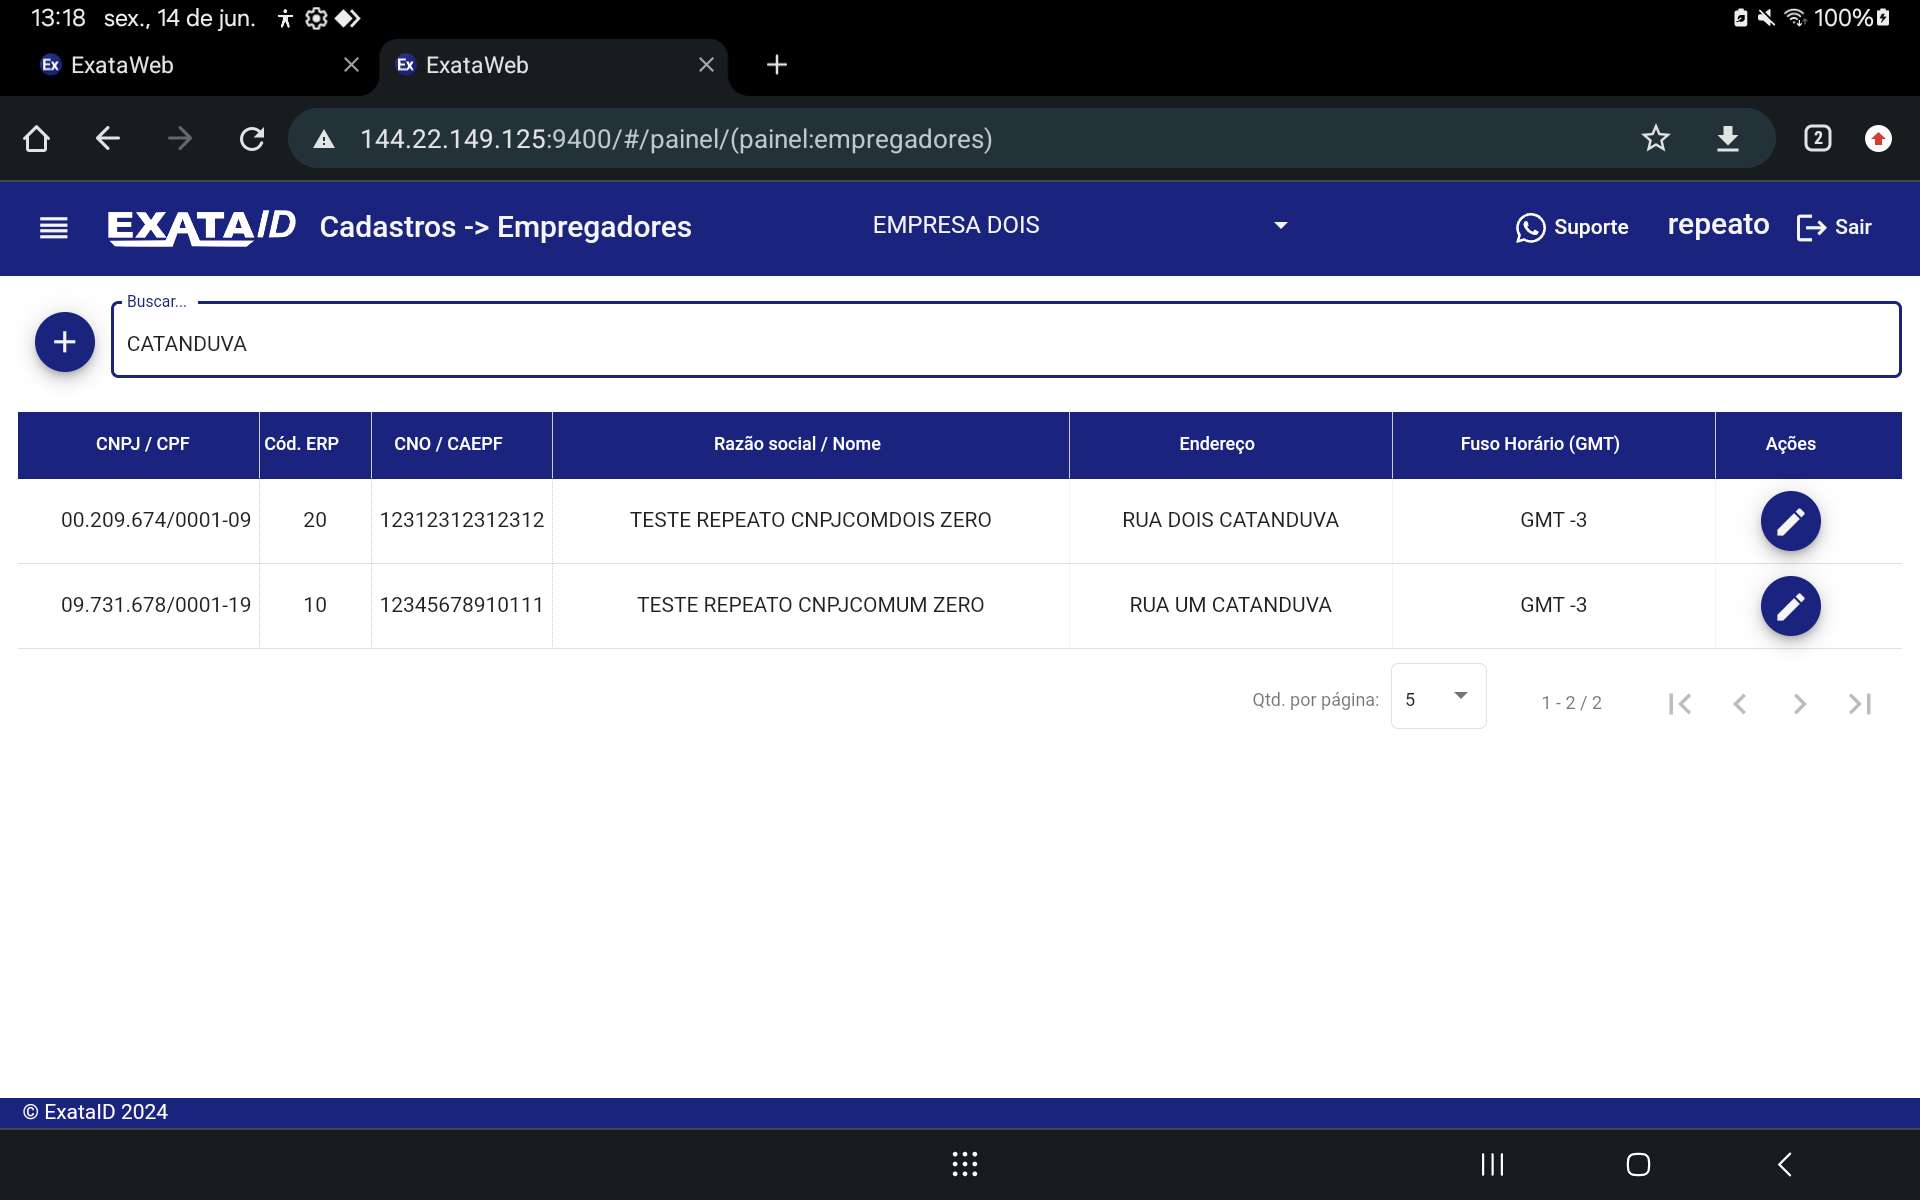 13:18 sex., 14 de jun. 100%
Ex ExataWeb Ex ExataWeb
144.22.149.125:9400/#/painel/(painel:empregadores) 2
EXATAID Cadastros -> Empregadores EMPRESA DOIS Suporte repeato Sair
Buscar...
CATANDUVA
CNPJ / CPF Cód. ERP CNO / CAEPF Razão social / Nome Endereço Fuso Horário (GMT) Ações
00.209.674/0001-09 20 12312312312312 TESTE REPEATO CNPJCOMDOIS ZERO RUA DOIS CATANDUVA GMT -3
09.731.678/0001-19 10 12345678910111 TESTE REPEATO CNPJCOMUM ZERO RUA UM CATANDUVA GMT -3
Qtd. por página: 5 1 - 2 / 2
© ExataID 2024